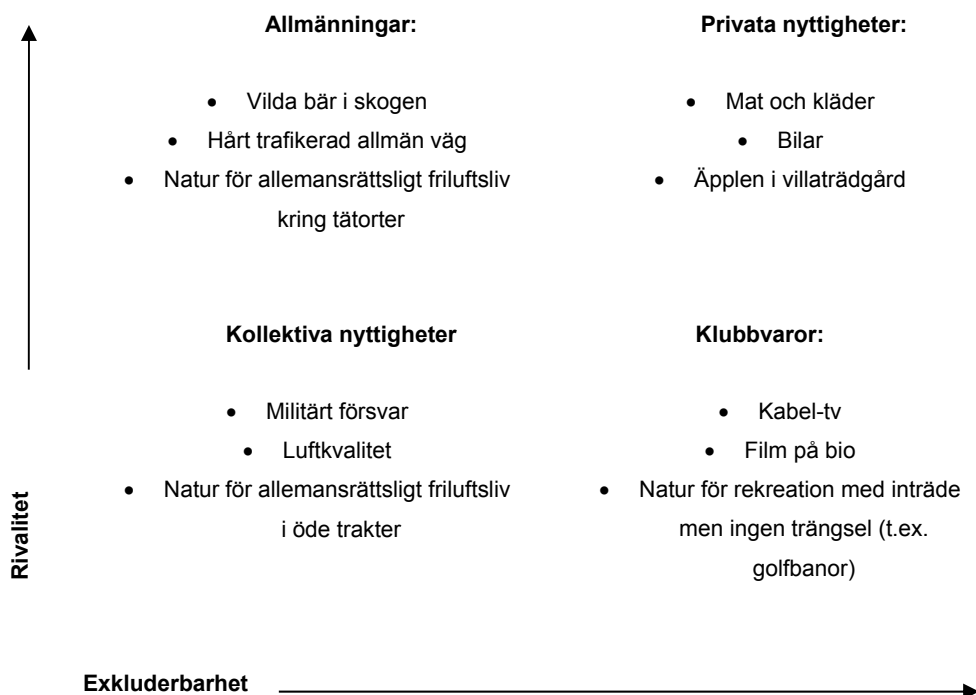 Allmänningar:
• Vilda bär i skogen
• Hårt trafikerad allmän väg
• Natur för allemansrättsligt friluftsliv
kring tätorter
Privata nyttigheter:
• Mat och kläder
• Bilar
• Äpplen i villaträdgård
Kollektiva nyttigheter
• Militärt försvar
• Luftkvalitet
• Natur för allemansrättsligt friluftsliv
i öde trakter
Klubbvaror:
• Kabel-tv
• Film på bio
• Natur för rekreation med inträde
men ingen trängsel (t.ex.
golfbanor)
Rivalitet
Exkluderbarhet